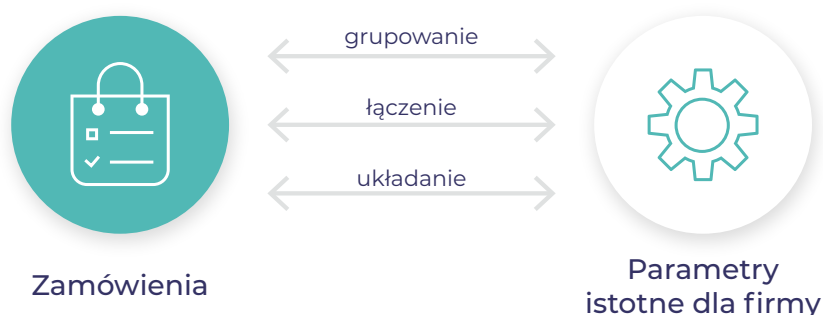 grupowanie
łączenie
układanie
Zamówienia
Parametry
istotne dla firmy